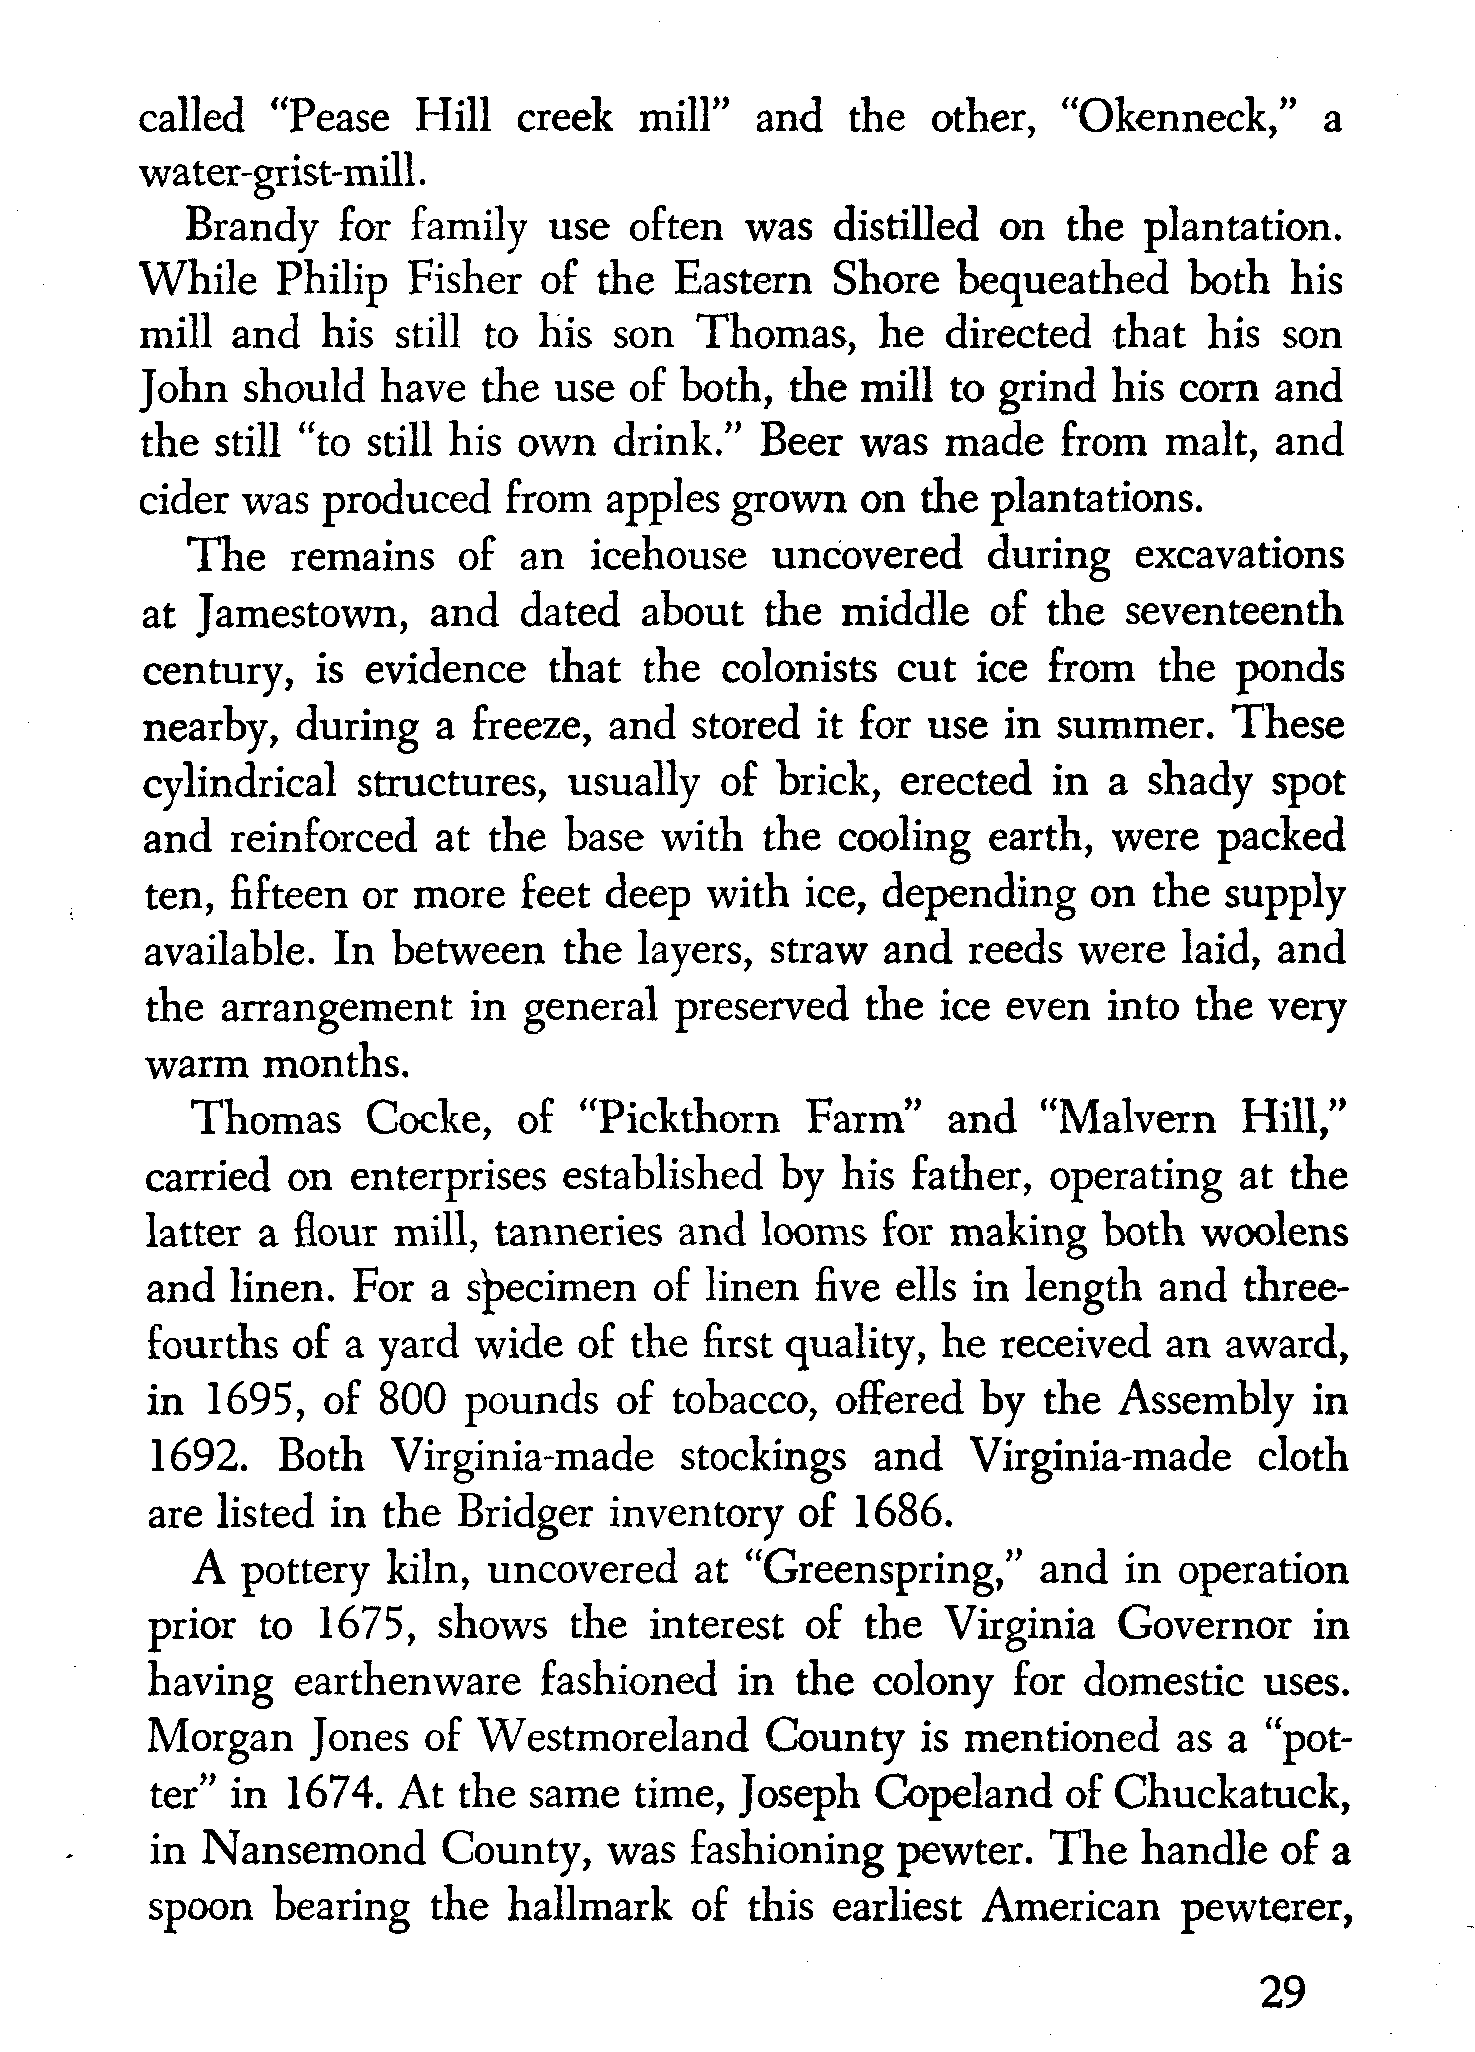 called “Pease Hill creek mill” and the other, “Okenneck,” a
water-grist-mill.
Brandy for family use often was distilled on the plantation.
While Philip Fisher of the Eastern Shore bequeathed both his
mill and his still to his son Thomas, he directed that his son
John should have the use of both, the mill to grind his corn and
the still “to still his own drink.” Beer was made from malt, and
cider was produced from apples grown on the plantations.
The remains of an icehouse uncovered during excavations
at Jamestown, and dated about the middle of the seventeenth
century, is evidence that the colonists cut ice from the ponds
nearby, during a freeze, and stored it for use in summer. These
cylindrical structures, usually of brick, erected in a shady spot
and reinforced at the base with the cooling earth, were packed
ten, fifteen or more feet deep with ice, depending on the supply
available. In between the layers, straw and reeds were laid, and
the arrangement in general preserved the ice even into the very
warm months.
Thomas Cocke, of “Pickthorn Farm” and “Malvern Hill,”
carried on enterprises established by his father, operating at the
latter a flour mill, tanneries and looms for making both woolens
and linen. For a specimen of linen five ells in length and three-
fourths of a yard wide of the first quality, he received an award,
in 1695, of 800 pounds of tobacco, offered by the Assembly in
1692. Both Virginia-made stockings and Virginia-made cloth
are listed in the Bridger inventory of 1686.
A pottery kiln, uncovered at “Greenspring,” and in operation
prior to 1675, shows the interest of the Virginia Governor in
having earthenware fashioned in the colony for domestic uses.
Morgan Jones of Westmoreland County is mentioned as a “pot-
ter” in 1674. At the same time, Joseph Copeland of Chuckatuck,
in Nansemond County, was fashioning pewter. The handle of a
spoon bearing the hallmark of this earliest American pewterer,
29